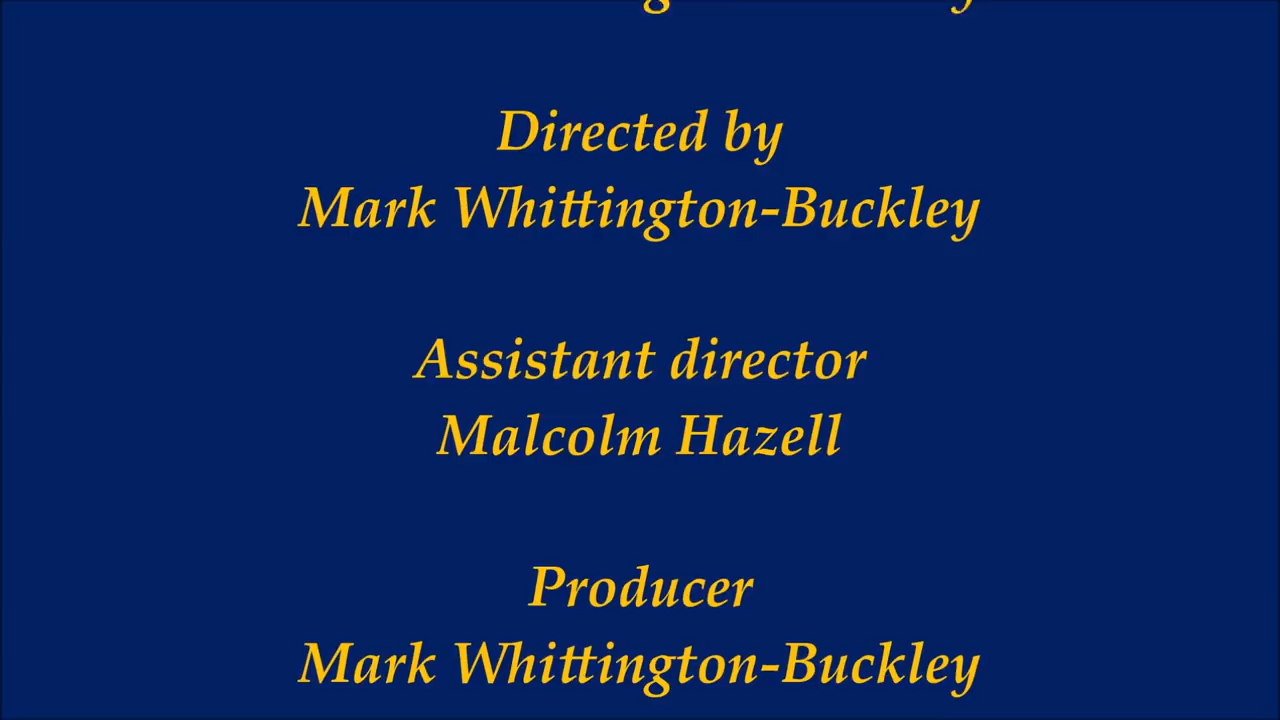 Directed by
Mark Whittington-Buckley
Assistant director
Malcolm Hazell
Producer
Mark Whittington-Buckley